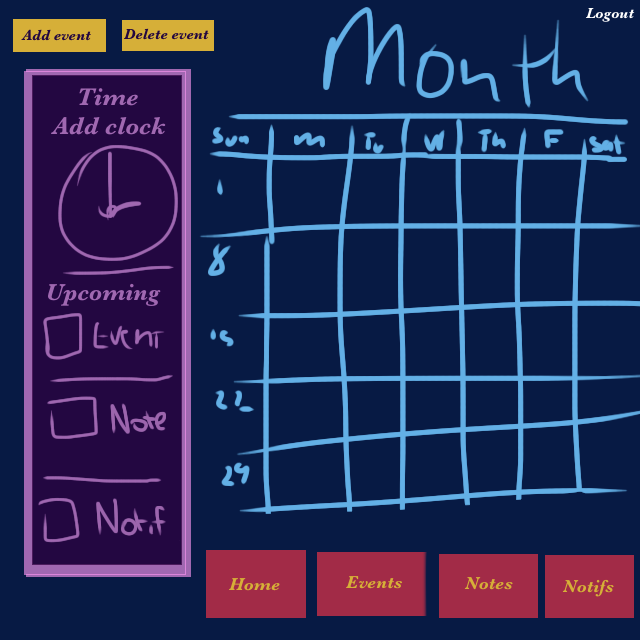 Logout
Add event Delete event
Month
Time
Add clock
Sun m Tu W Th F Sat
1
8
15
22
29
Upcoming
Event
Note
Notif
Home Events Notes Notifs